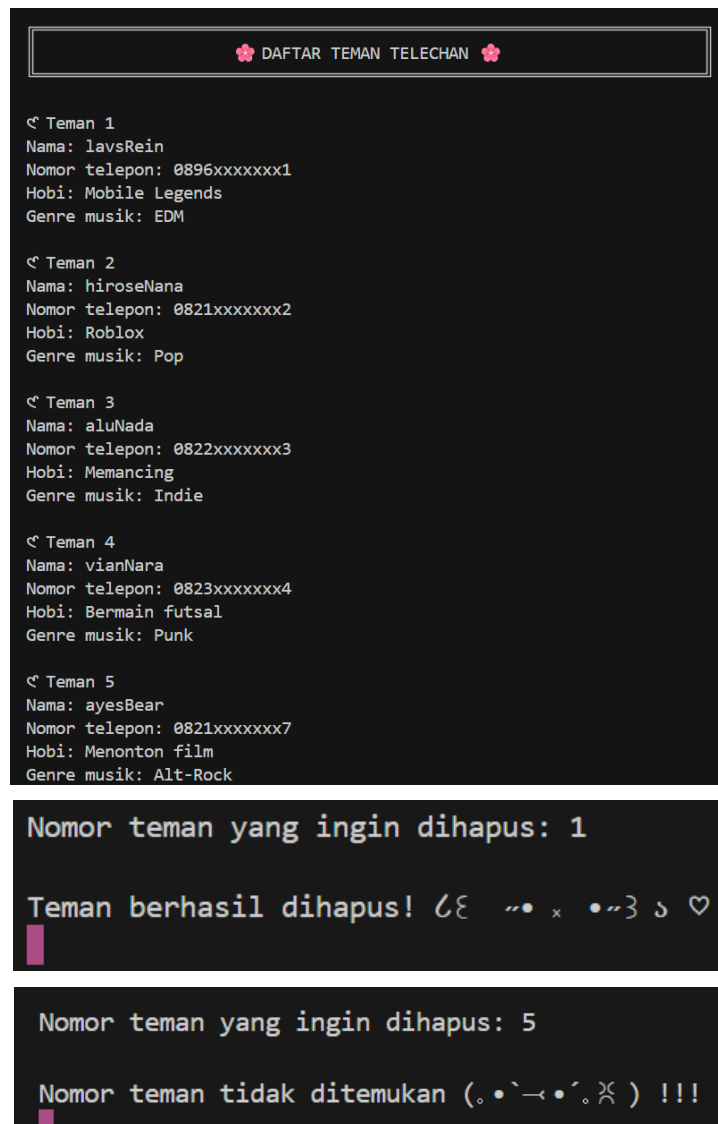 🌸 DAFTAR TEMAN TELECHAN 🌸
ღ Teman 1
Nama: lavsRein
Nomor telepon: 0896xxxxxxx1
Hobi: Mobile Legends
Genre musik: EDM
ღ Teman 2
Nama: hiroseNana
Nomor telepon: 0821xxxxxxx2
Hobi: Roblox
Genre musik: Pop
ღ Teman 3
Nama: aluNada
Nomor telepon: 0822xxxxxxx3
Hobi: Memancing
Genre musik: Indie
ღ Teman 4
Nama: vianNara
Nomor telepon: 0823xxxxxxx4
Hobi: Bermain futsal
Genre musik: Punk
ღ Teman 5
Nama: ayesBear
Nomor telepon: 0821xxxxxxx7
Hobi: Menonton film
Genre musik: Alt-Rock
Nomor teman yang ingin dihapus: 1
Teman berhasil dihapus! ૮꒰ ˶• ༝ •˶꒱ ა ♡
Nomor teman yang ingin dihapus: 5
Nomor teman tidak ditemukan (｡•ˋ⤙•ˊ｡ꐦ ) !!!